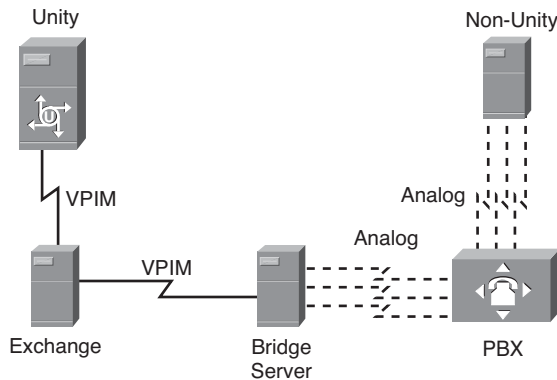 Unity
Non-Unity
U
VPIM
Analog
Analog
VPIM
Exchange
Bridge
Server
PBX